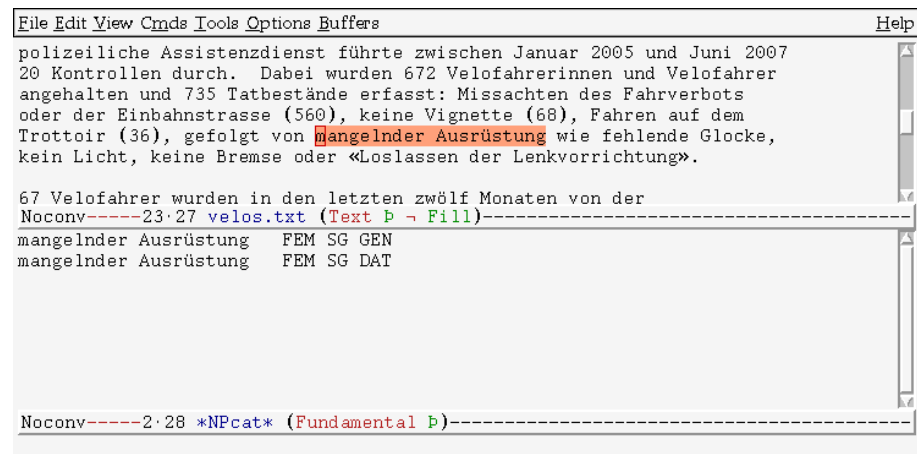 File Edit View Cmds Tools Options Buffers Help
polizeiliche Assistenzdienst führte zwischen Januar 2005 und Juni 2007
20 Kontrollen durch.  Dabei wurden 672 Velofahrerinnen und Velofahrer
angehalten und 735 Tatbestände erfasst: Missachten des Fahrverbots
oder der Einbahnstrasse (560), keine Vignette (68), Fahren auf dem
Trottoir (36), gefolgt von mangelnder Ausrüstung wie fehlende Glocke,
kein Licht, keine Bremse oder «Loslassen der Lenkvorrichtung».
67 Velofahrer wurden in den letzten zwölf Monaten von der
Noconv-----23·27 velos.txt (Text Þ ¬ Fill)----------------------------------------
mangelnder Ausrüstung   FEM SG GEN
mangelnder Ausrüstung   FEM SG DAT
Noconv-----2·28 *NPcat* (Fundamental Þ)-------------------------------------------